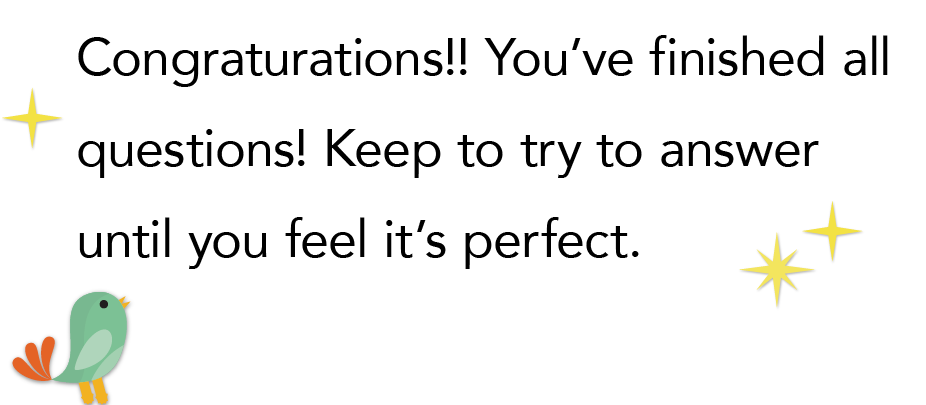 Congraturations!! You’ve finished all
questions! Keep to try to answer
until you feel it’s perfect.